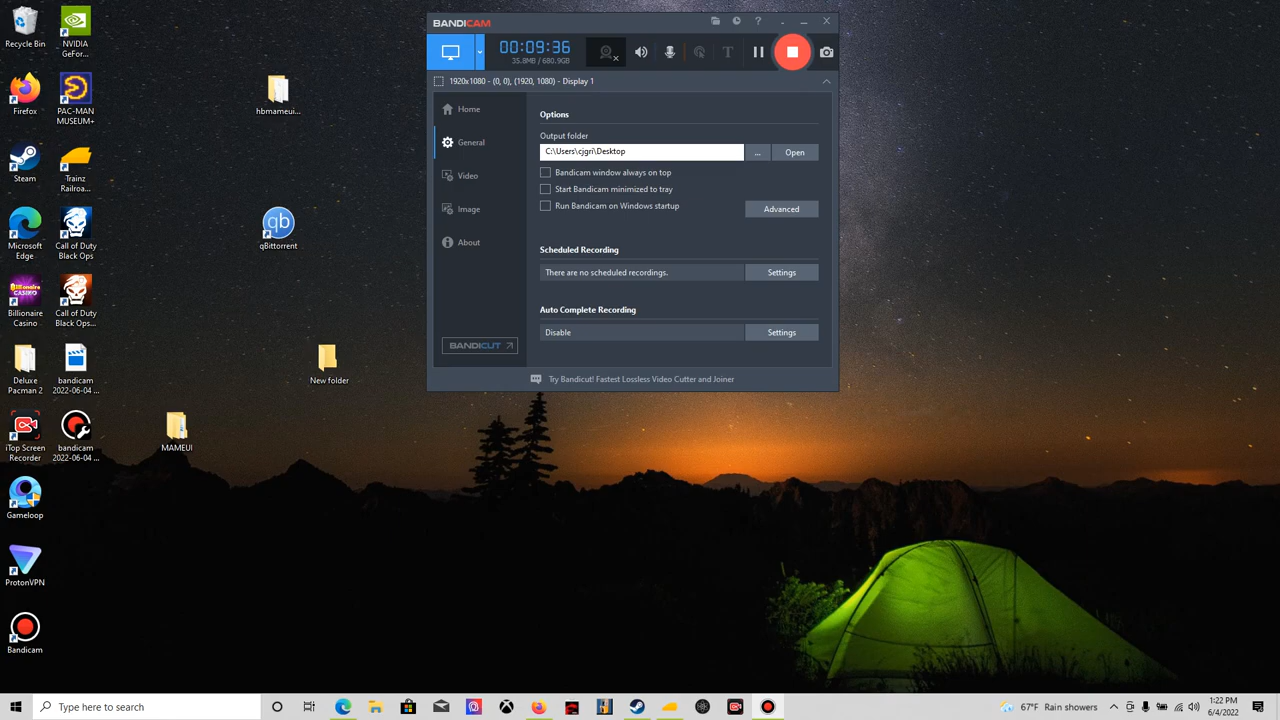 Recycle Bin
NVIDIA
GeFor...
Firefox
PAC-MAN
MUSEUM+
hbmameui...
Steam
Trainz
Railroa...
Microsoft
Edge
Call of Duty
Black Ops
qb
qBittorrent
Billionaire
Casino
Call of Duty
Black Ops...
Deluxe
Pacman 2
bandicam
2022-06-04 ...
New folder
iTop Screen
Recorder
bandicam
2022-06-04 ...
MAMEUI
Gameloop
ProtonVPN
Bandicam
BANDICAM
00:09:36
35.8MB / 680.9GB
1920x1080 - (0, 0), (1920, 1080) - Display 1
Home
General
Video
Image
About
BANDICUT
Options
Output folder
C:\Users\cjgri\Desktop
...
Open
Bandicam window always on top
Start Bandicam minimized to tray
Run Bandicam on Windows startup
Advanced
Scheduled Recording
There are no scheduled recordings.
Settings
Auto Complete Recording
Disable
Settings
Try Bandicut! Fastest Lossless Video Cutter and Joiner
Type here to search
67°F Rain showers
1:22 PM
6/4/2022